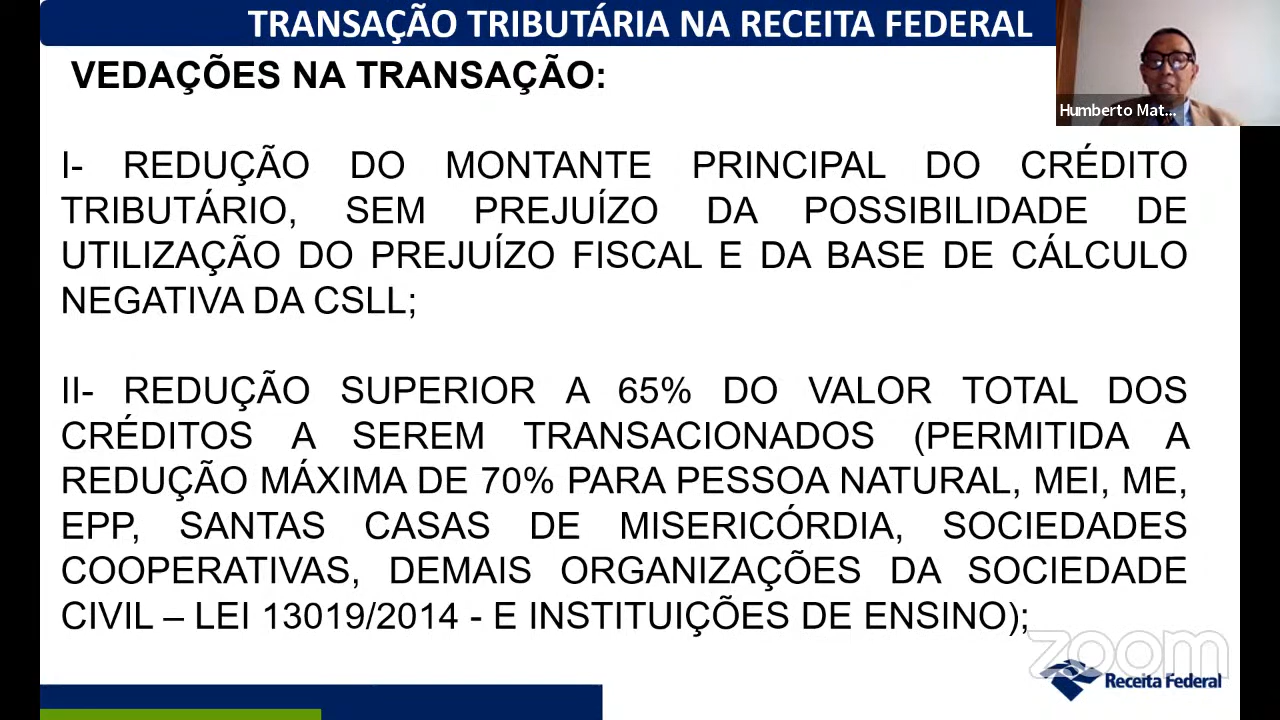 TRANSAÇÃO TRIBUTÁRIA NA RECEITA FEDERAL
VEDAÇÕES NA TRANSAÇÃO:
Humberto Mat...
I- REDUÇÃO DO MONTANTE PRINCIPAL DO CRÉDITO
TRIBUTÁRIO, SEM PREJUÍZO DA POSSIBILIDADE DE
UTILIZAÇÃO DO PREJUÍZO FISCAL E DA BASE DE CÁLCULO
NEGATIVA DA CSLL;
II- REDUÇÃO SUPERIOR A 65% DO VALOR TOTAL DOS
CRÉDITOS A SEREM TRANSACIONADOS (PERMITIDA A
REDUÇÃO MÁXIMA DE 70% PARA PESSOA NATURAL, MEI, ME,
EPP, SANTAS CASAS DE MISERICÓRDIA, SOCIEDADES
COOPERATIVAS, DEMAIS ORGANIZAÇÕES DA SOCIEDADE
CIVIL – LEI 13019/2014 - E INSTITUIÇÕES DE ENSINO);
zoom
Receita Federal